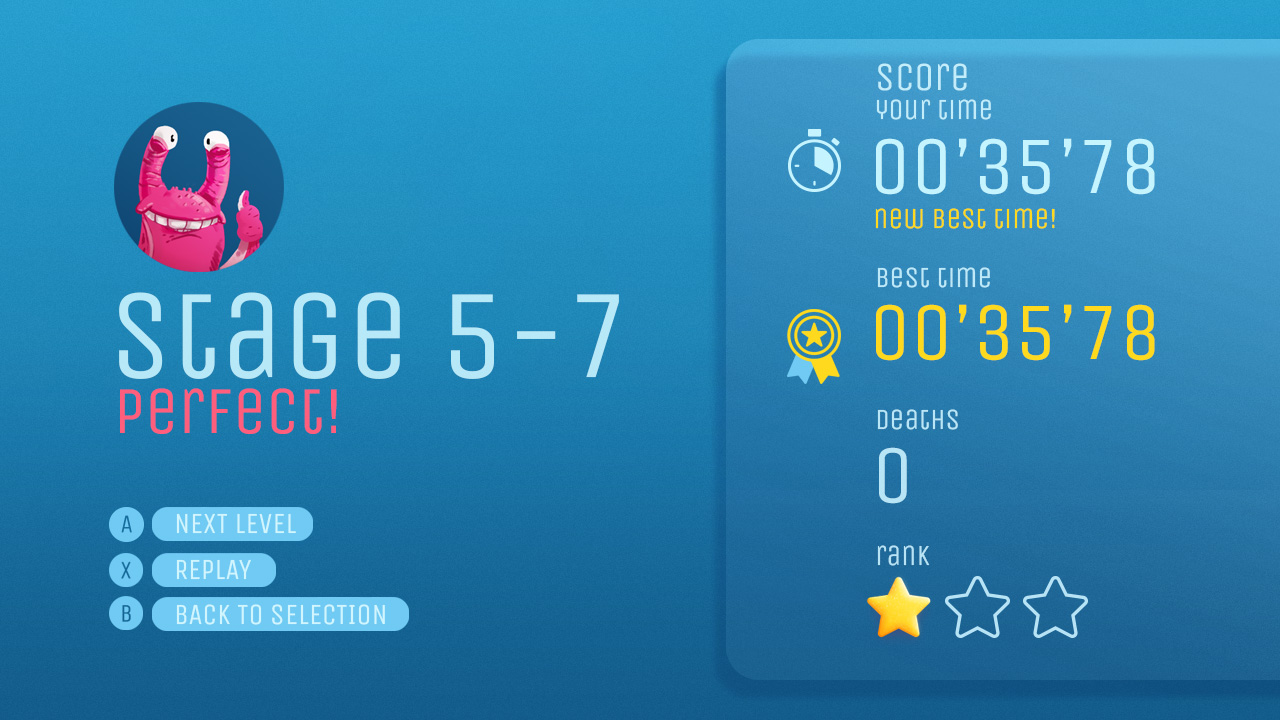 Stage 5-7
Perfect!
A NEXT LEVEL
X REPLAY
B BACK TO SELECTION
Score
Your time
00’35’78
New Best time!
Best time
00’35’78
Deaths
0
rank